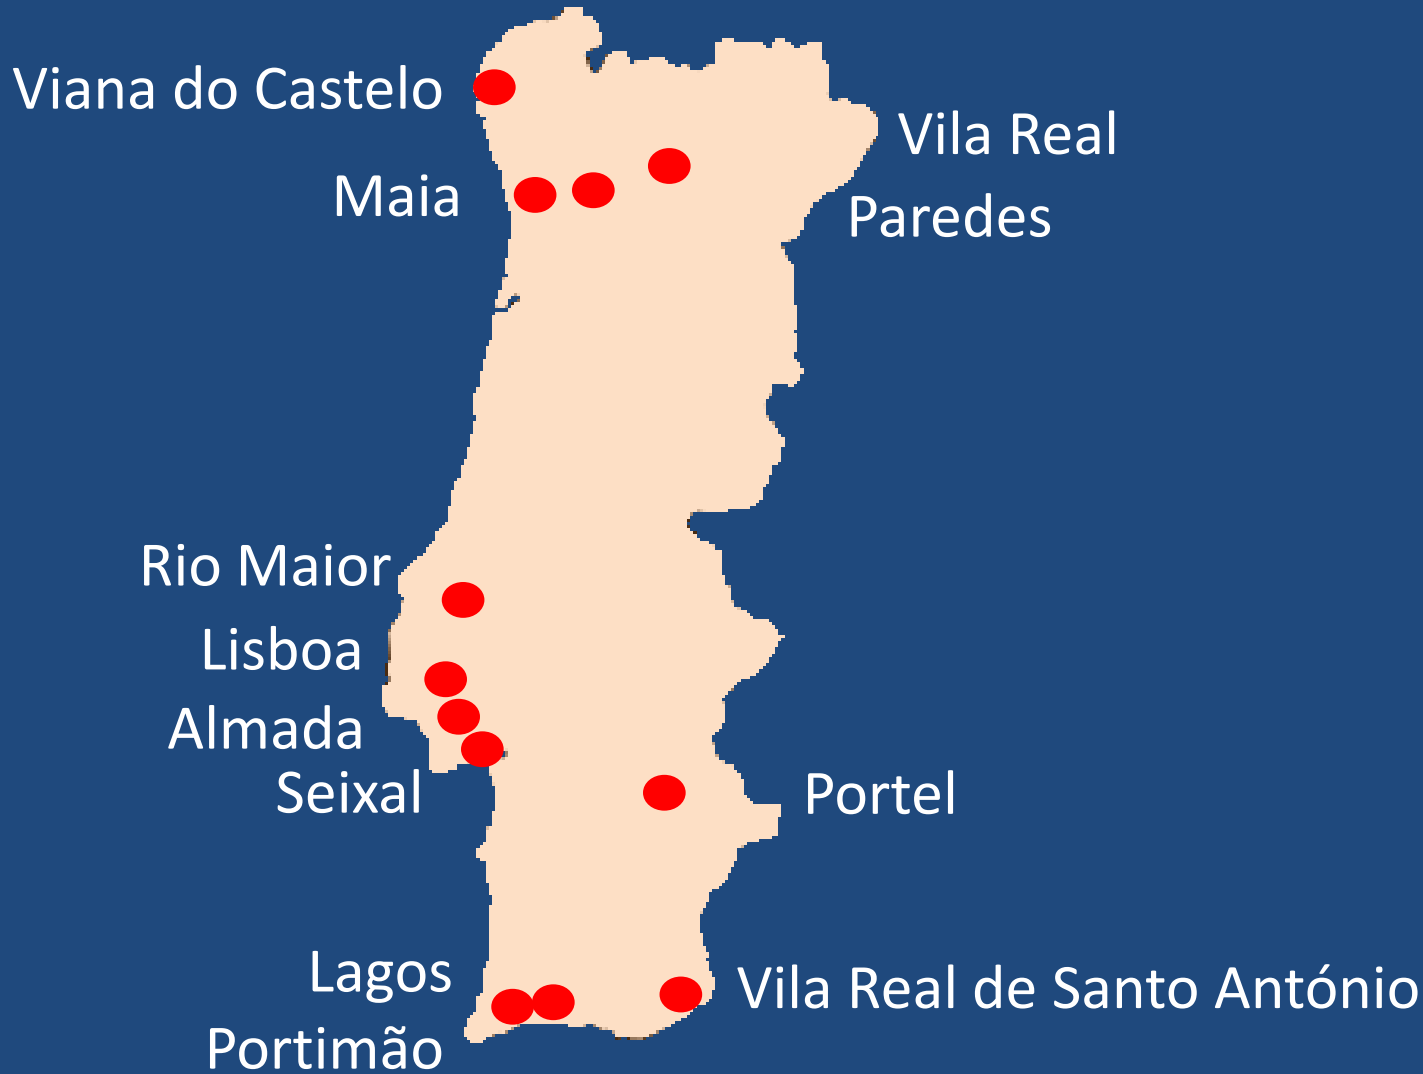 Viana do Castelo
Vila Real
Maia
Paredes
Rio Maior
Lisboa
Almada
Seixal
Portel
Lagos
Vila Real de Santo António
Portimão